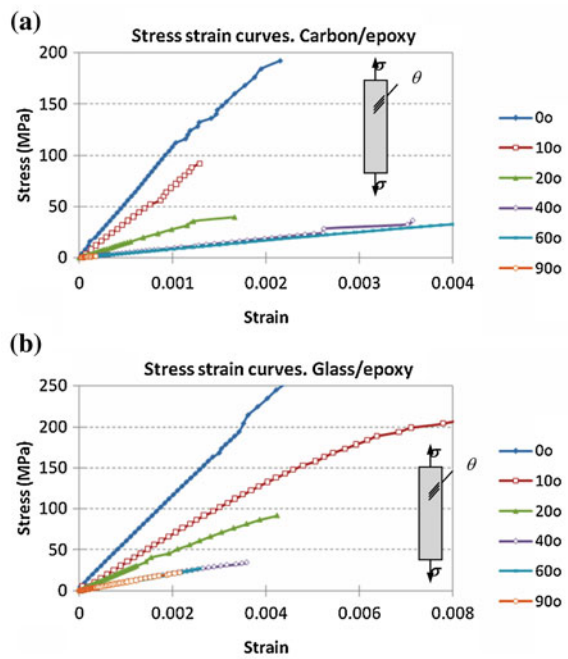 (a)
Stress strain curves. Carbon/epoxy
Stress (MPa)
200
150
100
50
0
0
0.001
0.002
0.003
0.004
Strain
σ
θ
σ
0o
10o
20o
40o
60o
90o
(b)
Stress strain curves. Glass/epoxy
Stress (MPa)
250
200
150
100
50
0
0
0.002
0.004
0.006
0.008
Strain
σ
θ
σ
0o
10o
20o
40o
60o
90o